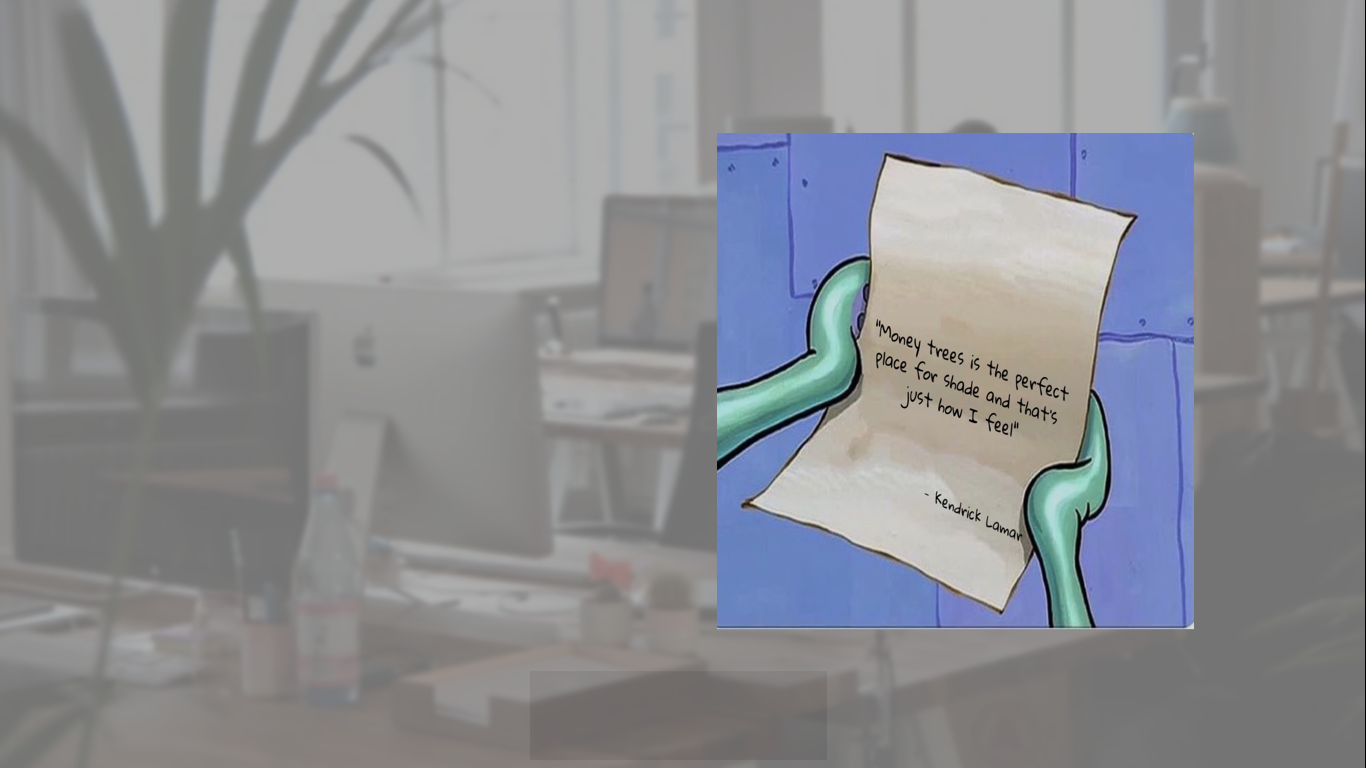 "Money trees is the perfect
place for shade and that's
just how I feel"
- Kendrick Lamar